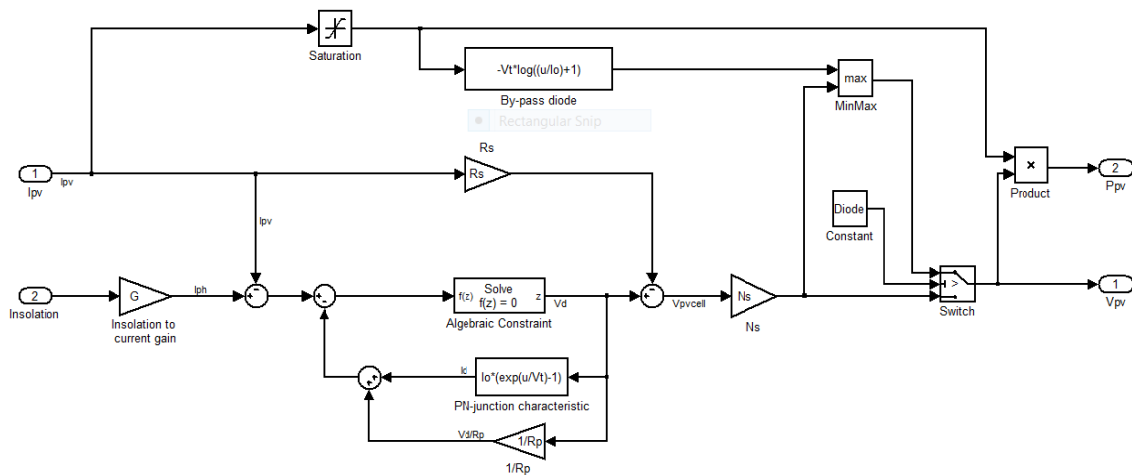 Saturation
-Vt*log((u/Io)+1)
By-pass diode
max
MinMax
Rectangular Snip
Rs
Rs
1
Ipv
Ipv
Ipv
×
Product
2
Ppv
Diode
Constant
2
Insolation
G
Insolation to
current gain
Iph
+
-
+
-
f(z)
Solve
f(z) = 0
z
Vd
Algebraic Constraint
+
-
Vpvcell
Ns
Ns
>
Switch
1
Vpv
+
+
Id
Io*(exp(u/Vt)-1)
PN-junction characteristic
Vd/Rp
1/Rp
1/Rp